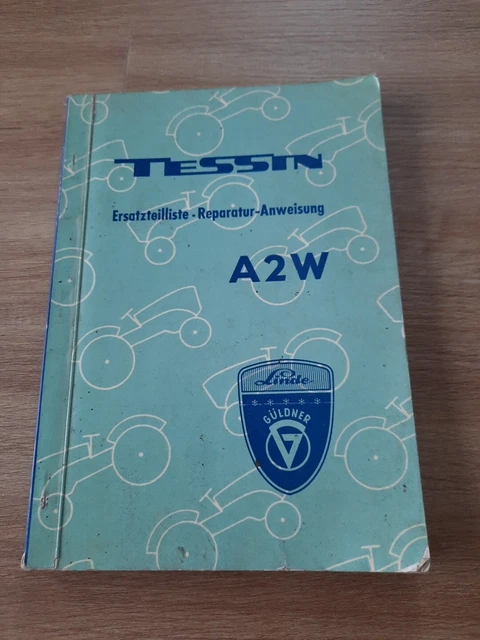 TESSIN
Ersatzteilliste - Reparatur-Anweisung
A2W
Linde
* * * * *
GÜLDNER
G